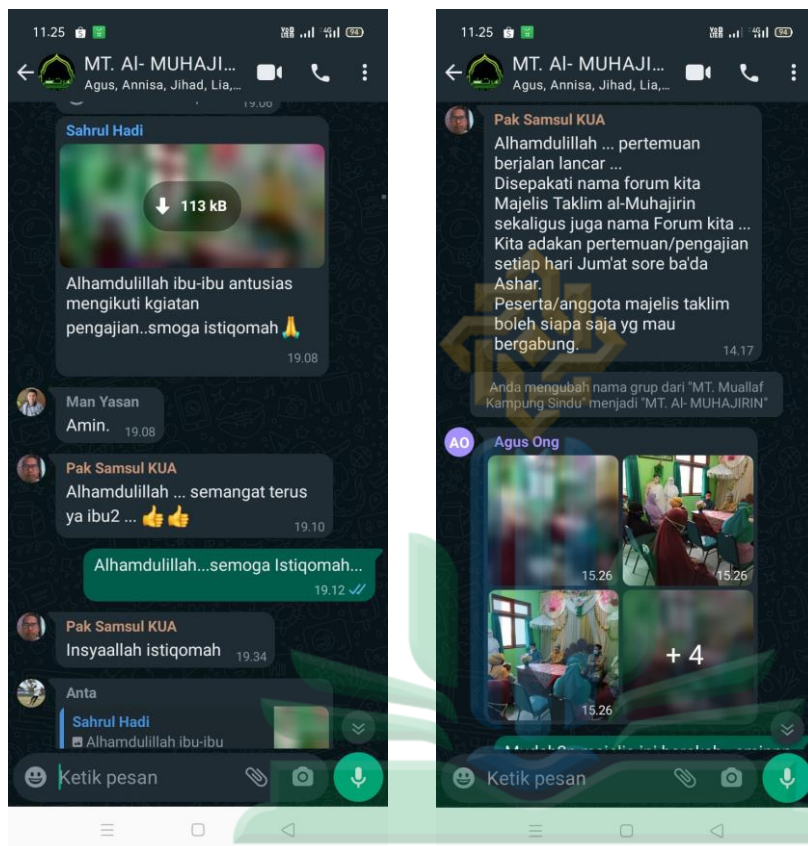 11.25
94
MT. Al- MUHAJI...
Agus, Annisa, Jihad, Lia,...
19.06
Sahrul Hadi
113 kB
Alhamdulillah ibu-ibu antusias
mengikuti kgiatan
pengajian..smoga istiqomah🙏
19.08
Man Yasan
Amin. 19.08
Pak Samsul KUA
Alhamdulillah ... semangat terus
ya ibu2 ... 👍👍
19.10
Alhamdulillah...semoga Istiqomah...
19.12
Pak Samsul KUA
Insyaallah istiqomah 19.34
Anta
Sahrul Hadi
Alhamdulillah ibu-ibu
Ketik pesan
11.25
94
MT. Al- MUHAJI...
Agus, Annisa, Jihad, Lia,...
Pak Samsul KUA
Alhamdulillah ... pertemuan
berjalan lancar ...
Disepakati nama forum kita
Majelis Taklim al-Muhajirin
sekaligus juga nama Forum kita ...
Kita adakan pertemuan/pengajian
setiap hari Jum'at sore ba'da
Ashar.
Peserta/anggota majelis taklim
boleh siapa saja yg mau
bergabung.
14.17
Anda mengubah nama grup dari "MT. Muallaf
Kampung Sindu" menjadi "MT. Al- MUHAJIRIN"
AO
Agus Ong
15.26
15.26
15.26
+ 4
Ketik pesan